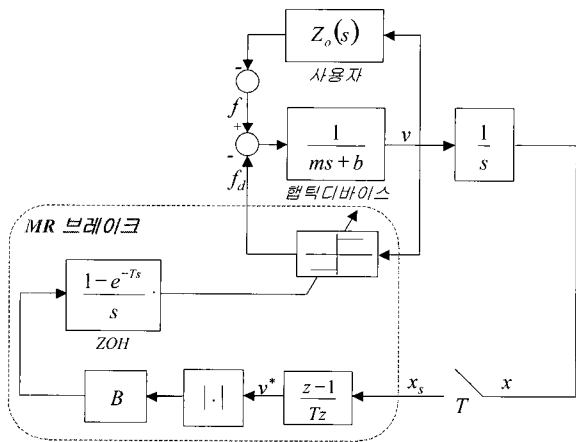 Z_o(s)
사용자
-
f
+
-
f_d
1
ms + b
v
1
s
햅틱디바이스
MR 브레이크
1 − e^{−Ts}
s
ZOH
B
|·|
v*
z − 1
Tz
x_s
T
x